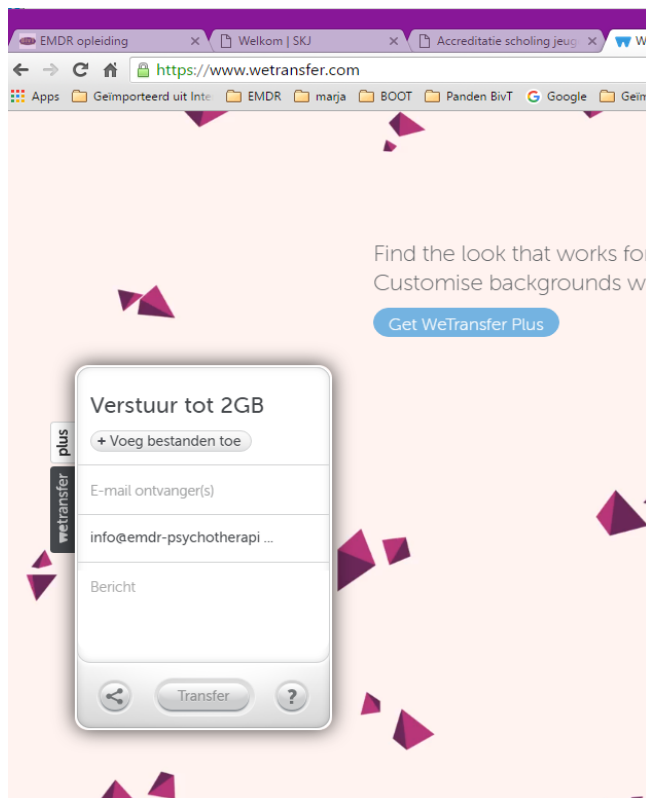 EMDR opleiding
Welkom | SKJ
Accreditatie scholing jeug
W
https://www.wetransfer.com
Apps Geïmporteerd uit Inte EMDR marja BOOT Panden BivT Google Geïm
Find the look that works for
Customise backgrounds w
Get WeTransfer Plus
Verstuur tot 2GB
+ Voeg bestanden toe
plus
E-mail ontvanger(s)
wetransfer
info@emdr-psychotherapi ...
Bericht
Transfer
?